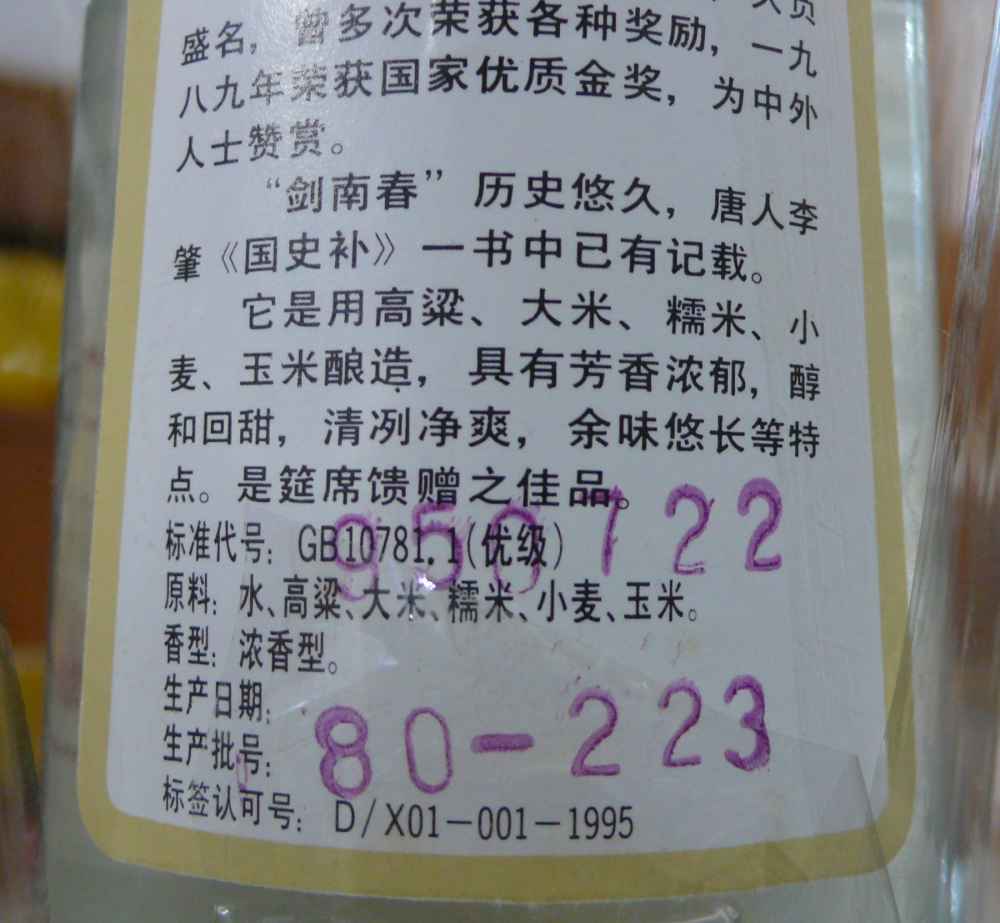 盛名，曾多次荣获各种奖励，一九
八九年荣获国家优质金奖，为中外
人士赞赏。
“剑南春”历史悠久，唐人李
肇《国史补》一书中已有记载。
它是用高粱、大米、糯米、小
麦、玉米酿造，具有芳香浓郁，醇
和回甜，清冽净爽，余味悠长等特
点。是筵席馈赠之佳品。
950722
标准代号：GB10781.1(优级)
原料：水、高粱、大米、糯米、小麦、玉米。
香型：浓香型。
生产日期：
生产批号：80-223
标签认可号：D/X01-001-1995